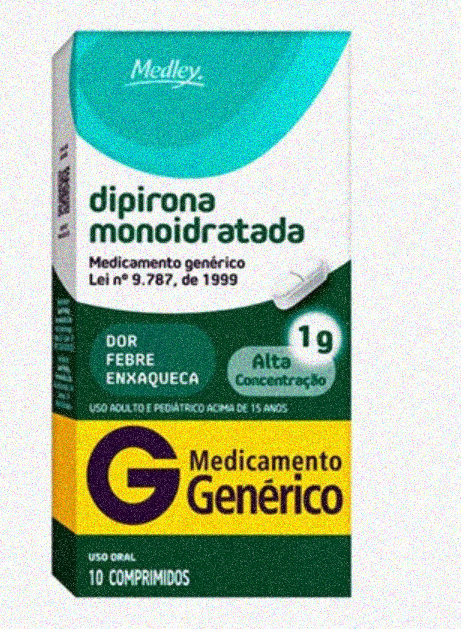 Medley.
dipirona
monoidratada
Medicamento genérico
Lei nº 9.787, de 1999
1g
DOR
FEBRE
ENXAQUECA
Alta
Concentração
USO ADULTO E PEDIÁTRICO ACIMA DE 15 ANOS
G Medicamento
Genérico
USO ORAL
10 COMPRIMIDOS